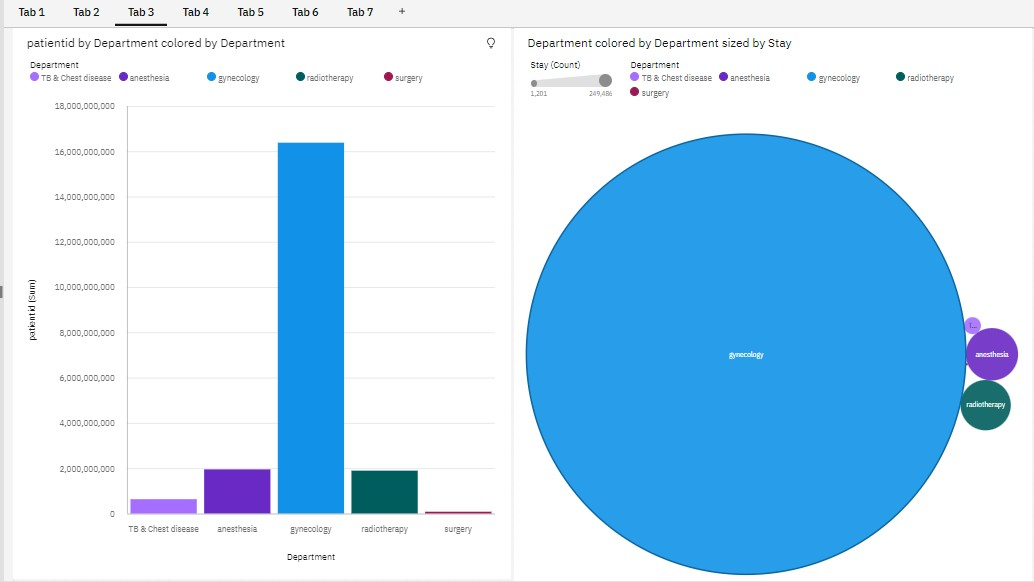 Tab 1 Tab 2 Tab 3 Tab 4 Tab 5 Tab 6 Tab 7 +
patientid by Department colored by Department
Department
TB & Chest disease anesthesia gynecology radiotherapy surgery
18,000,000,000
16,000,000,000
14,000,000,000
12,000,000,000
10,000,000,000
8,000,000,000
6,000,000,000
4,000,000,000
2,000,000,000
0
patientid (Sum)
TB & Chest disease anesthesia gynecology radiotherapy surgery
Department
Department colored by Department sized by Stay
Stay (Count)
1,201 249,486
Department
TB & Chest disease anesthesia gynecology radiotherapy
surgery
gynecology
T...
anesthesia
radiotherapy